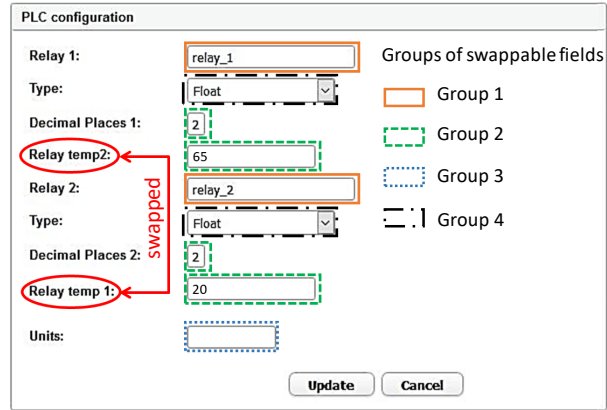 PLC configuration
Relay 1:
relay_1
Groups of swappable fields
Type:
Float
Group 1
Decimal Places 1:
2
Group 2
Relay temp2:
65
swapped
Relay 2:
relay_2
Group 3
Type:
Float
Group 4
Decimal Places 2:
2
Relay temp 1:
20
Units:
Update
Cancel